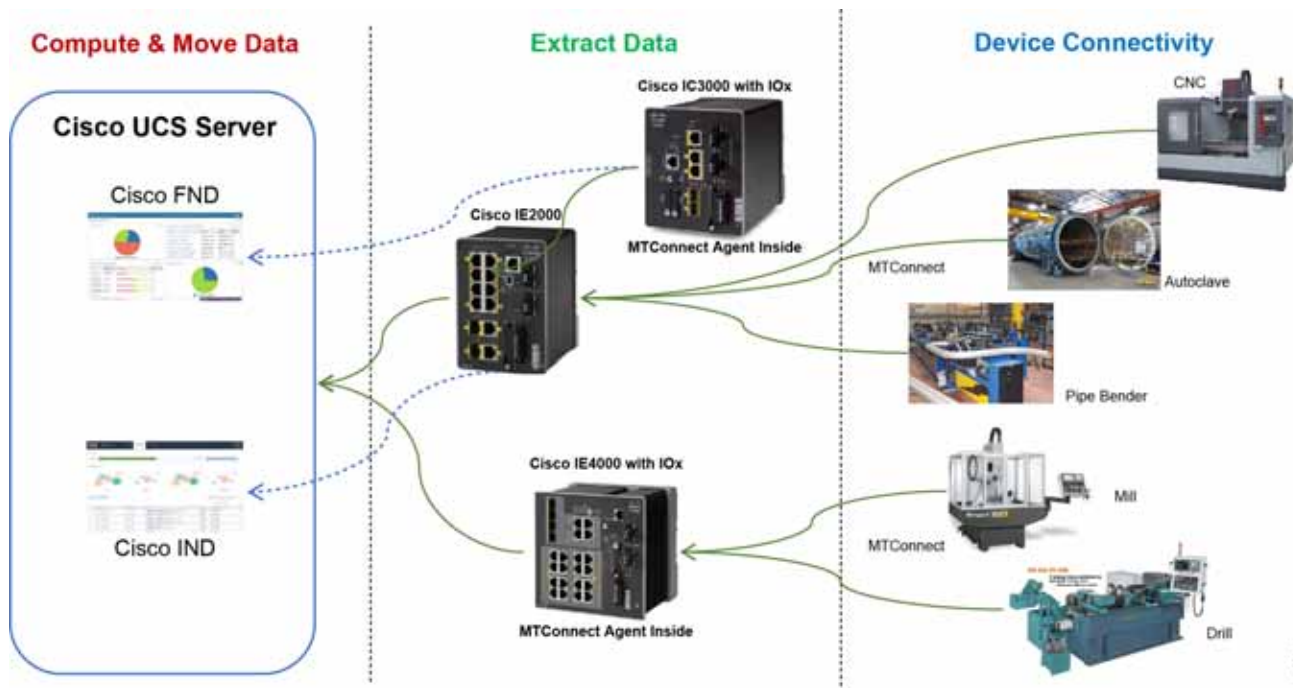 Compute & Move Data
Extract Data
Device Connectivity
Cisco UCS Server
Cisco FND
Cisco IND
Cisco IC3000 with IOx
MTConnect Agent Inside
Cisco IE2000
Cisco IE4000 with IOx
MTConnect Agent Inside
CNC
MTConnect
Autoclave
Pipe Bender
Mill
MTConnect
Drill